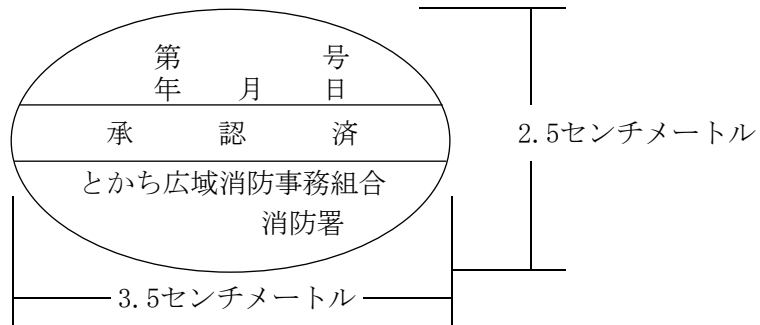 第　　　号
年　月　日
承　認　済
とかち広域消防事務組合
消防署
2.5センチメートル
3.5センチメートル